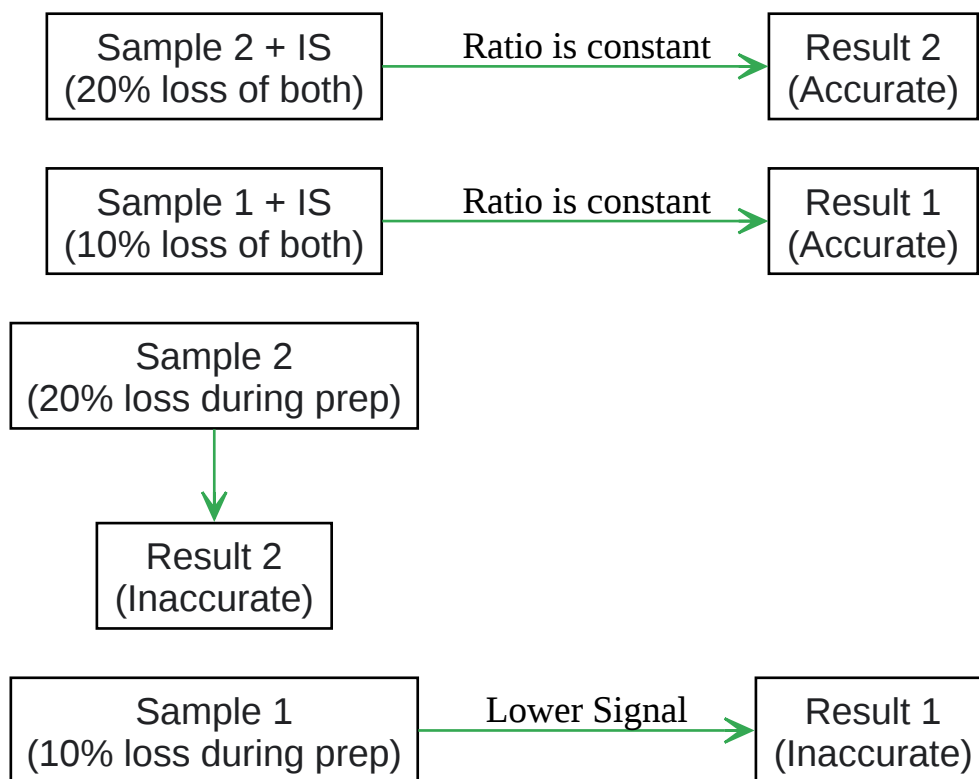 Sample 2 + IS
(20% loss of both)
Ratio is constant
Result 2
(Accurate)
Sample 1 + IS
(10% loss of both)
Ratio is constant
Result 1
(Accurate)
Sample 2
(20% loss during prep)
Result 2
(Inaccurate)
Sample 1
(10% loss during prep)
Lower Signal
Result 1
(Inaccurate)